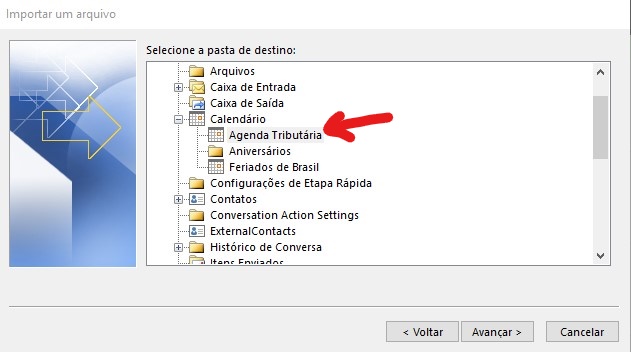 Importar um arquivo
Selecione a pasta de destino:
Arquivos
Caixa de Entrada
Caixa de Saída
Calendário
Agenda Tributária
Aniversários
Feriados de Brasil
Configurações de Etapa Rápida
Contatos
Conversation Action Settings
ExternalContacts
Histórico de Conversa
Itens Enviados
< Voltar
Avançar >
Cancelar